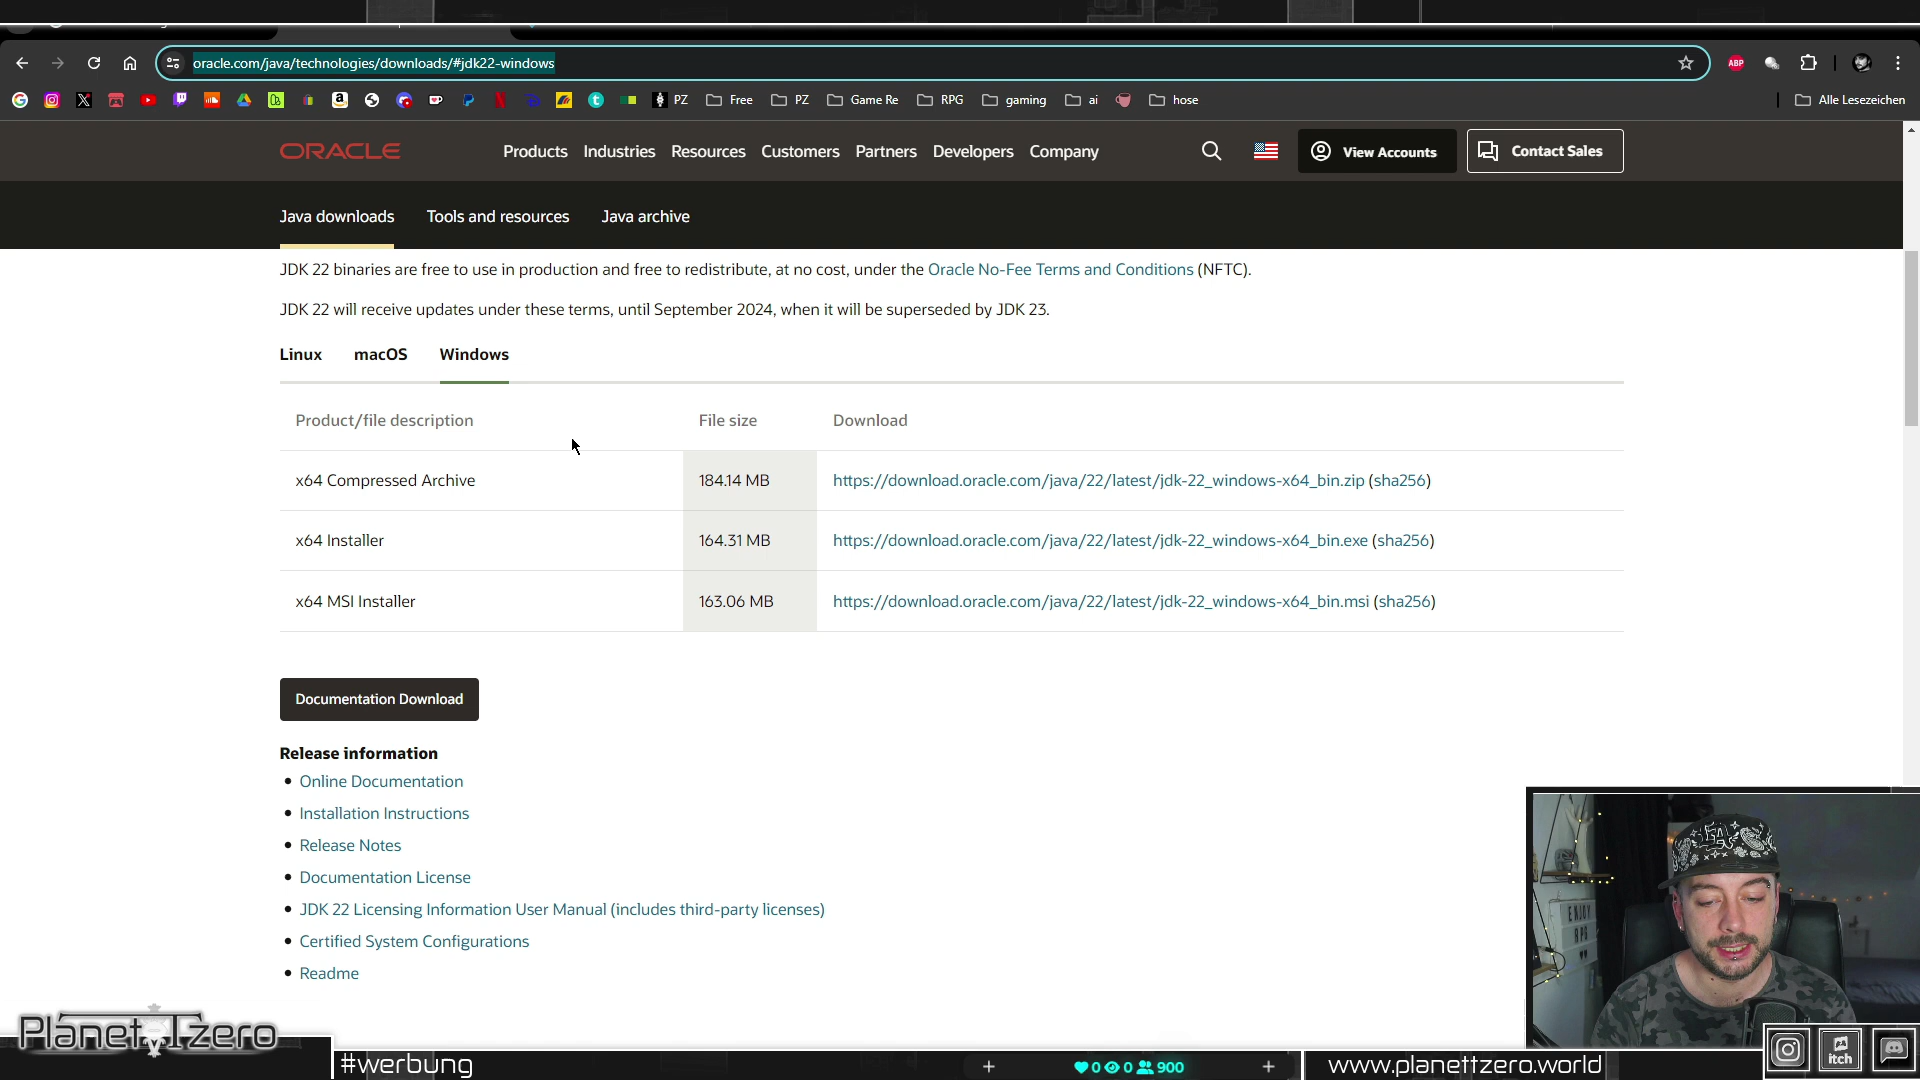 oracle.com/java/technologies/downloads/#jdk22-windows
ABP
PZ
Free
PZ
Game Re
RPG
gaming
ai
hose
Alle Lesezeichen
ORACLE
Products
Industries
Resources
Customers
Partners
Developers
Company
View Accounts
Contact Sales
Java downloads
Tools and resources
Java archive
JDK 22 binaries are free to use in production and free to redistribute, at no cost, under the Oracle No-Fee Terms and Conditions (NFTC).
JDK 22 will receive updates under these terms, until September 2024, when it will be superseded by JDK 23.
Linux
macOS
Windows
Product/file description
File size
Download
x64 Compressed Archive
184.14 MB
https://download.oracle.com/java/22/latest/jdk-22_windows-x64_bin.zip (sha256)
x64 Installer
164.31 MB
https://download.oracle.com/java/22/latest/jdk-22_windows-x64_bin.exe (sha256)
x64 MSI Installer
163.06 MB
https://download.oracle.com/java/22/latest/jdk-22_windows-x64_bin.msi (sha256)
Documentation Download
Release information
Online Documentation
Installation Instructions
Release Notes
Documentation License
JDK 22 Licensing Information User Manual (includes third-party licenses)
Certified System Configurations
Readme
LA
ENJOY
RPG
PlanetTzero
#werbung
0
0
900
www.planettzero.world
itch